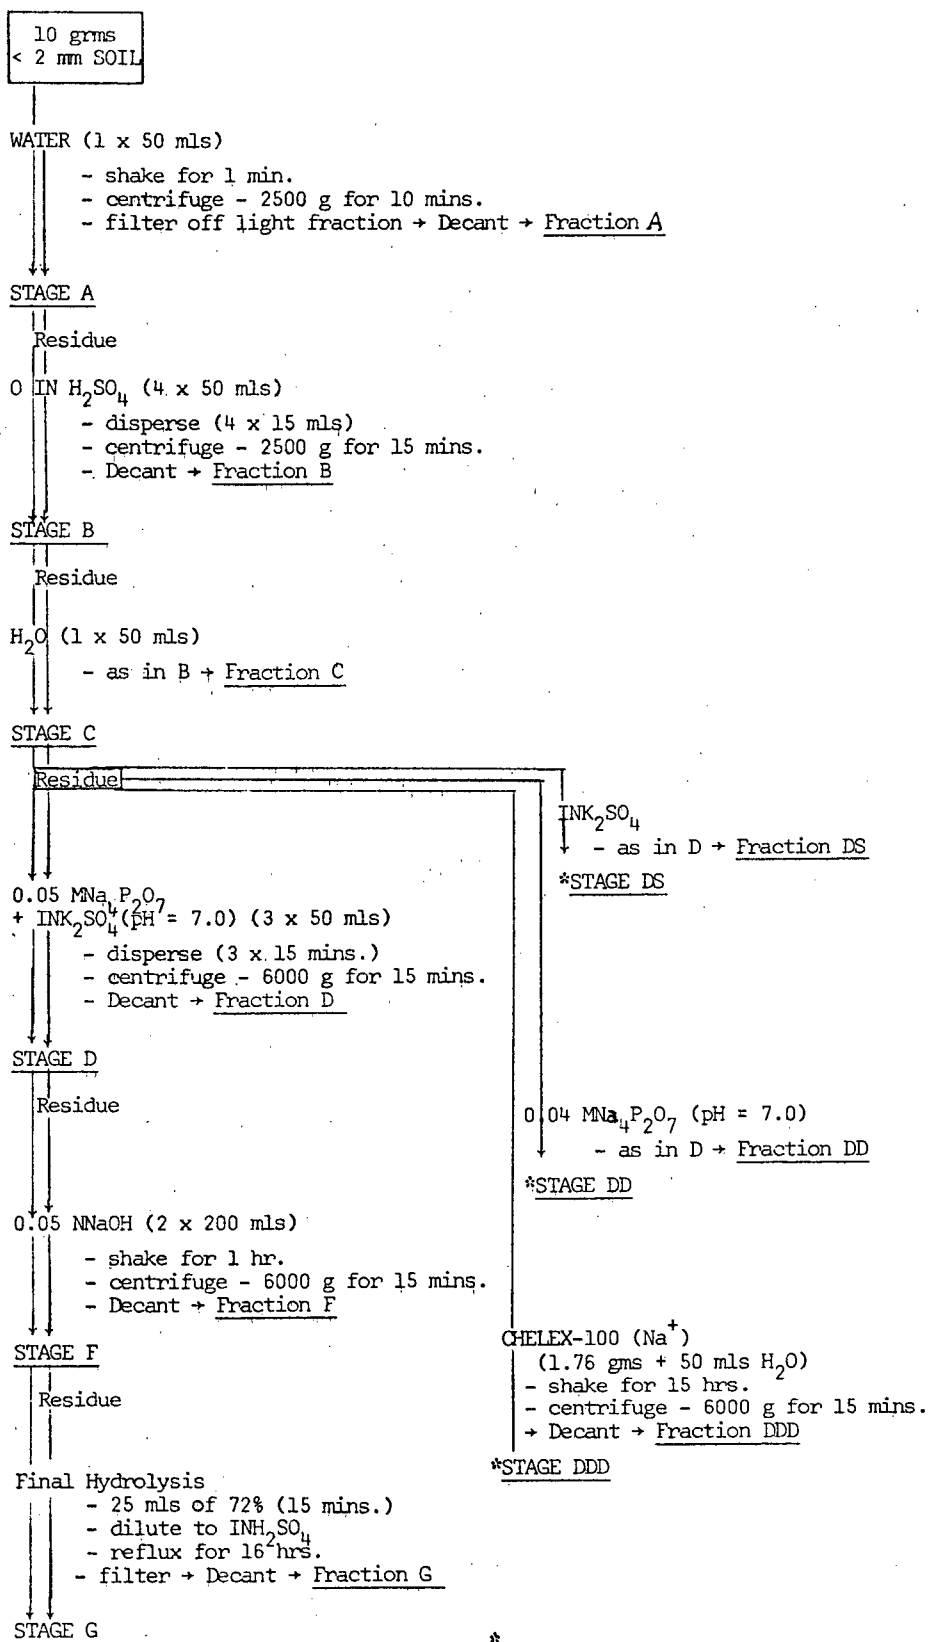 10 grms
< 2 mm SOIL
WATER (1 x 50 mls)
- shake for 1 min.
- centrifuge - 2500 g for 10 mins.
- filter off light fraction → Decant → Fraction A
STAGE A
Residue
0 IN H₂SO₄ (4 x 50 mls)
- disperse (4 x 15 mls)
- centrifuge - 2500 g for 15 mins.
- Decant → Fraction B
STAGE B
Residue
H₂O (1 x 50 mls)
- as in B → Fraction C
STAGE C
Residue
INK₂SO₄
- as in D → Fraction DS
*STAGE DS
0.05 MNa₄P₂O₇
+ INK₂SO₄ (pH = 7.0) (3 x 50 mls)
- disperse (3 x 15 mins.)
- centrifuge - 6000 g for 15 mins.
- Decant → Fraction D
STAGE D
Residue
0.04 MNa₄P₂O₇ (pH = 7.0)
- as in D → Fraction DD
*STAGE DD
0.05 NNaOH (2 x 200 mls)
- shake for 1 hr.
- centrifuge - 6000 g for 15 mins.
- Decant → Fraction F
STAGE F
Residue
CHELEX-100 (Na⁺)
(1.76 gms + 50 mls H₂O)
- shake for 15 hrs.
- centrifuge - 6000 g for 15 mins.
→ Decant → Fraction DDD
*STAGE DDD
Final Hydrolysis
- 25 mls of 72% (15 mins.)
- dilute to INH₂SO₄
- reflux for 16 hrs.
- filter → Decant → Fraction G
STAGE G
*